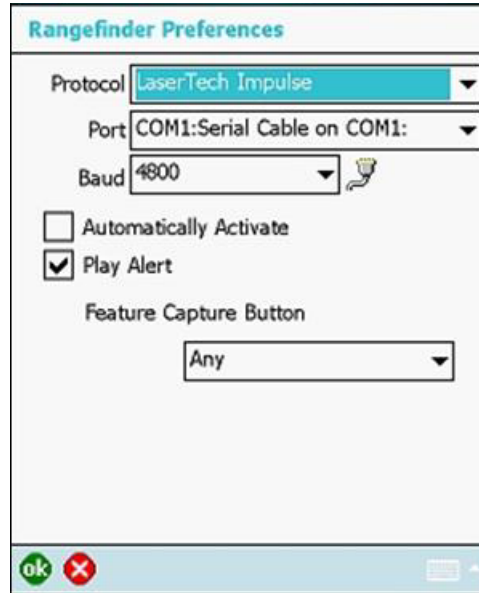 Rangefinder Preferences
Protocol LaserTech Impulse
Port COM1:Serial Cable on COM1:
Baud 4800
Automatically Activate
Play Alert
Feature Capture Button
Any
ok